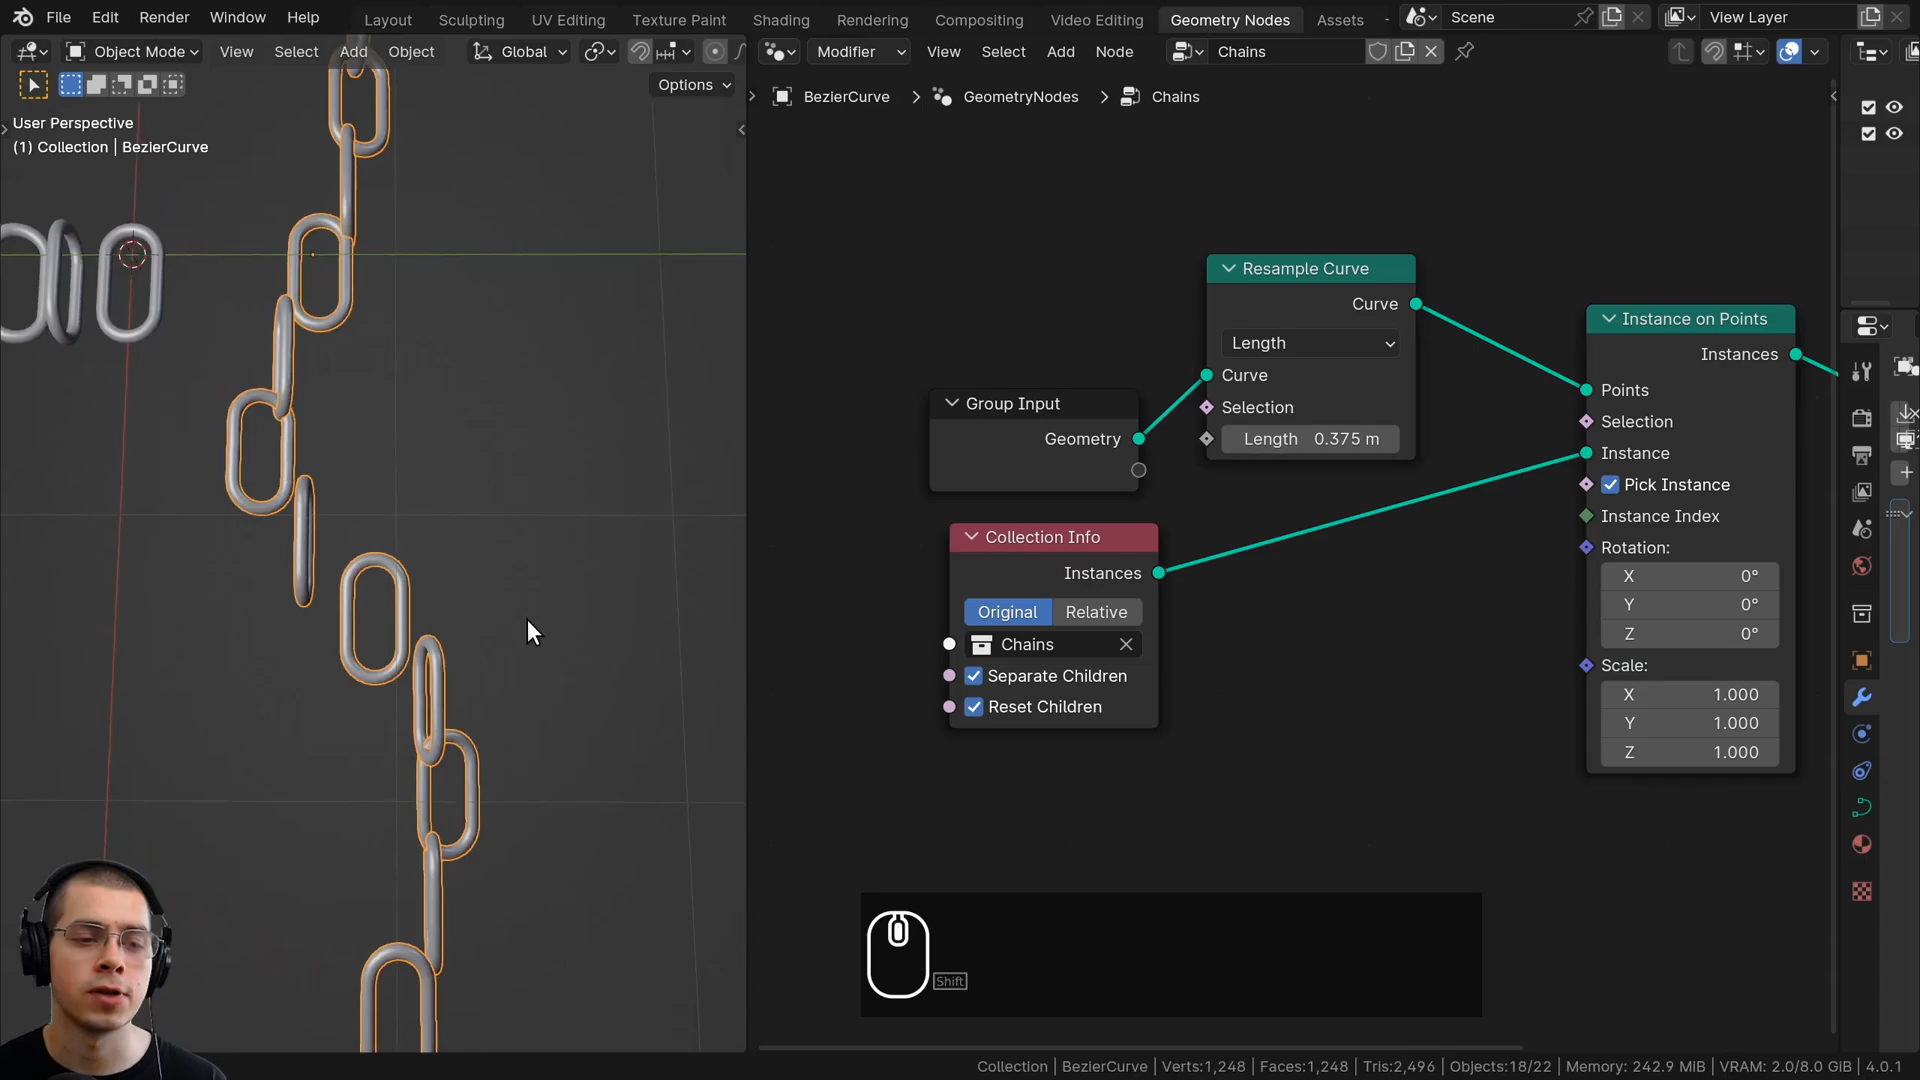 File Edit Render Window Help Layout Sculpting UV Editing Texture Paint Shading Rendering Compositing Video Editing Geometry Nodes Assets Scene View Layer
Object Mode View Select Add Object Global Modifier View Select Add Node Chains
Options
BezierCurve > GeometryNodes > Chains
User Perspective
(1) Collection | BezierCurve
Resample Curve
Curve
Length
Curve
Selection
Length 0.375 m
Group Input
Geometry
Collection Info
Instances
Original Relative
Chains
Separate Children
Reset Children
Instance on Points
Instances
Points
Selection
Instance
Pick Instance
Instance Index
Rotation:
X 0°
Y 0°
Z 0°
Scale:
X 1.000
Y 1.000
Z 1.000
Shift
Collection | BezierCurve | Verts:1,248 | Faces:1,248 | Tris:2,496 | Objects:18/22 | Memory: 242.9 MiB | VRAM: 2.0/8.0 GiB | 4.0.1